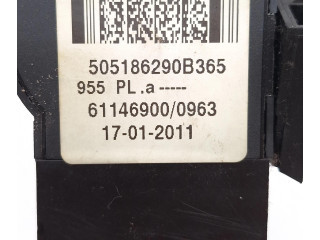 505186290B365
955 PL .a -----
61146900/0963
17-01-2011